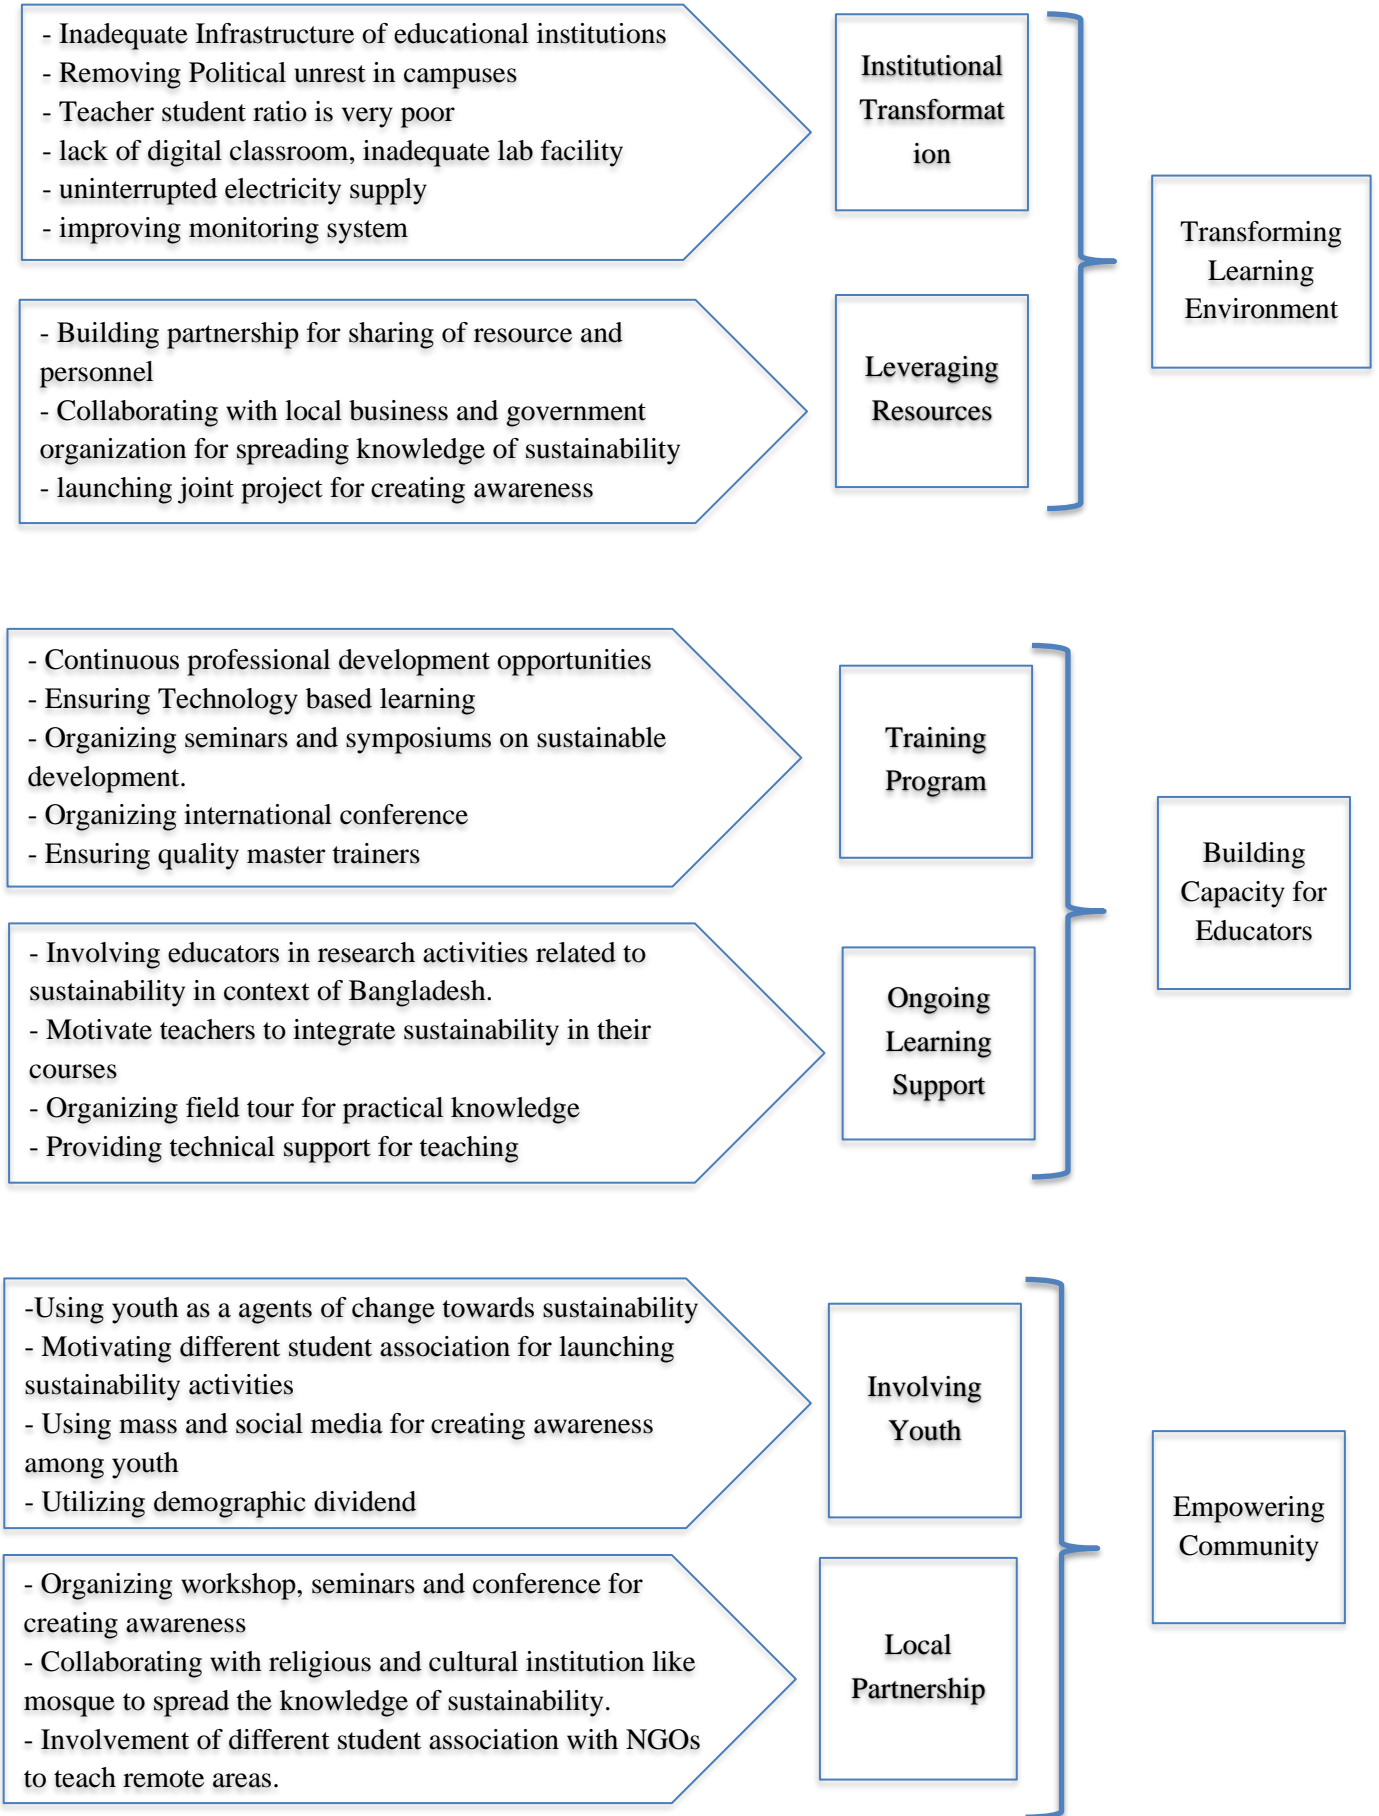 - Inadequate Infrastructure of educational institutions
- Removing Political unrest in campuses
- Teacher student ratio is very poor
- lack of digital classroom, inadequate lab facility
- uninterrupted electricity supply
- improving monitoring system
Institutional
Transformat
ion
- Building partnership for sharing of resource and
personnel
- Collaborating with local business and government
organization for spreading knowledge of sustainability
- launching joint project for creating awareness
Leveraging
Resources
Transforming
Learning
Environment
- Continuous professional development opportunities
- Ensuring Technology based learning
- Organizing seminars and symposiums on sustainable
development.
- Organizing international conference
- Ensuring quality master trainers
Training
Program
- Involving educators in research activities related to
sustainability in context of Bangladesh.
- Motivate teachers to integrate sustainability in their
courses
- Organizing field tour for practical knowledge
- Providing technical support for teaching
Ongoing
Learning
Support
Building
Capacity for
Educators
-Using youth as a agents of change towards sustainability
- Motivating different student association for launching
sustainability activities
- Using mass and social media for creating awareness
among youth
- Utilizing demographic dividend
Involving
Youth
- Organizing workshop, seminars and conference for
creating awareness
- Collaborating with religious and cultural institution like
mosque to spread the knowledge of sustainability.
- Involvement of different student association with NGOs
to teach remote areas.
Local
Partnership
Empowering
Community